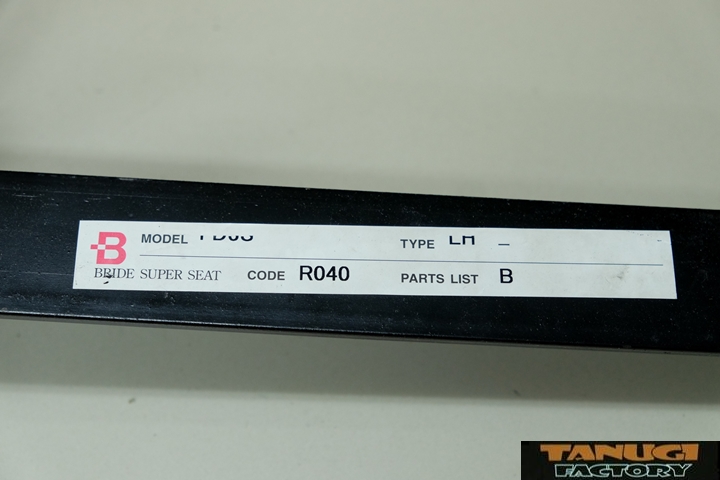 B
MODEL TYPE LH –
BRIDE SUPER SEAT CODE R040 PARTS LIST B
TANUGI
FACTORY